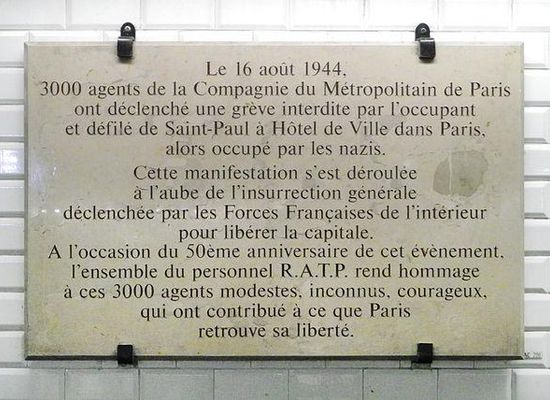 Le 16 août 1944,
3000 agents de la Compagnie du Métropolitain de Paris
ont déclenché une grève interdite par l'occupant
et défilé de Saint-Paul à Hôtel de Ville dans Paris,
alors occupé par les nazis.
Cette manifestation s'est déroulée
à l'aube de l'insurrection générale
déclenchée par les Forces Françaises de l'intérieur
pour libérer la capitale.
A l'occasion du 50ème anniversaire de cet évènement,
l'ensemble du personnel R.A.T.P. rend hommage
à ces 3000 agents modestes, inconnus, courageux,
qui ont contribué à ce que Paris
retrouve sa liberté.